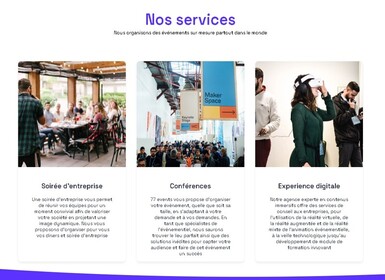 Nos services
Nous organisons des événements sur mesure partout dans le monde
Maker
Space
Soirée d'entreprise
Conférences
Experience digitale
Une soirée d'entreprise vous permet
de réunir vos équipes pour un
moment convivial afin de valoriser
votre société en projetant une
image dynamique. Nous vous
proposons d'organiser pour vous
vos dîners et soirée d'entreprise
77 events vous propose d'organiser
votre événement, quelle que soit sa
taille, en s'adaptant à votre
demande et à vos demandes. En
tant que spécialistes de
l'événementiel, nous saurons
trouver le lieu parfait ainsi que des
solutions inédites pour capter votre
audience et faire de cet événement
un succès
Notre agence experte en contenus
immersifs offre des services de
conseil aux entreprises, pour
l'utilisation de la réalité virtuelle, de
la réalité augmentée et de la réalité
mixte de l'animation événementielle,
à la veille technologique jusqu'au
développement de module de
formations innovant